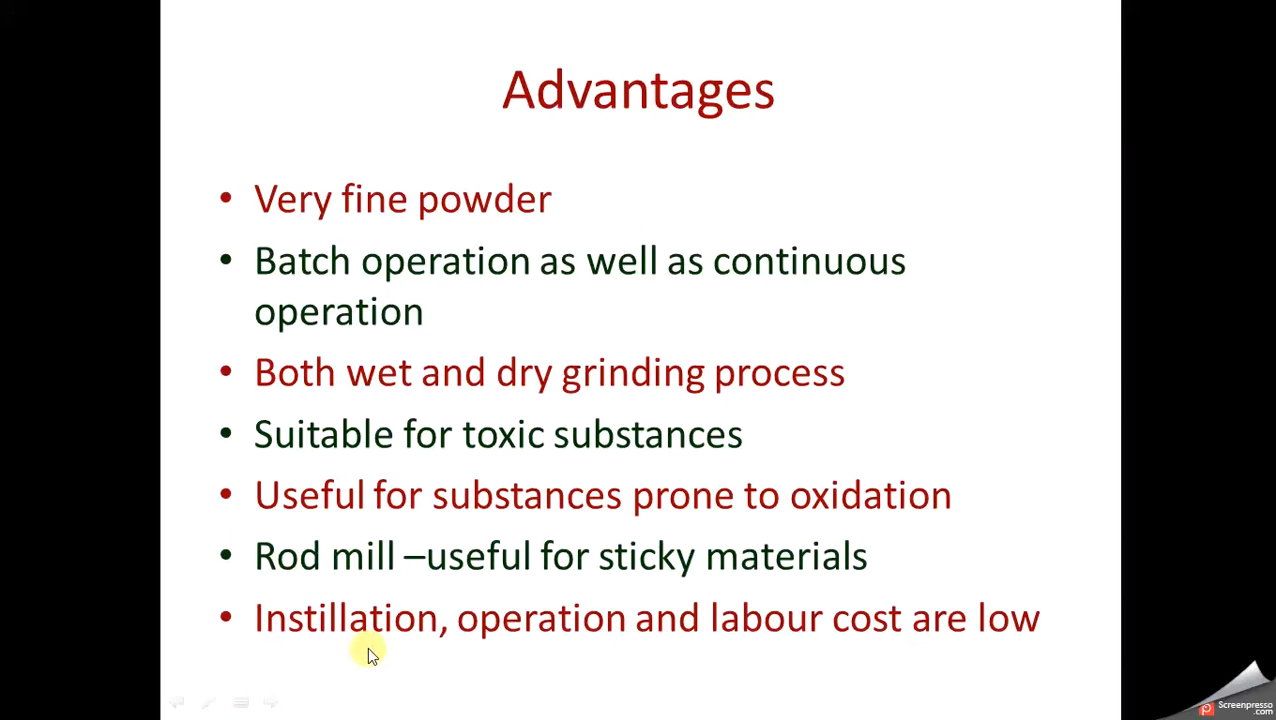 Advantages
• Very fine powder
• Batch operation as well as continuous
operation
• Both wet and dry grinding process
• Suitable for toxic substances
• Useful for substances prone to oxidation
• Rod mill –useful for sticky materials
• Instillation, operation and labour cost are low
Screenpresso
.com